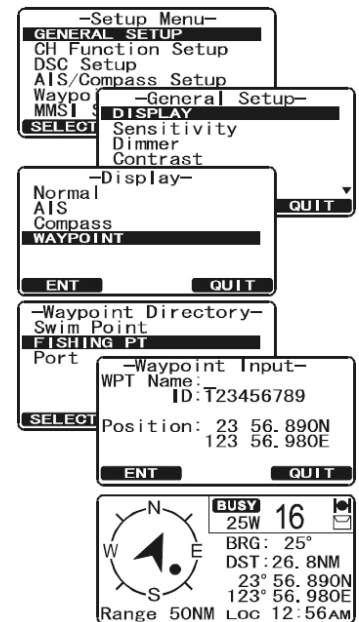 –Setup Menu–
GENERAL SETUP
CH Function Setup
DSC Setup
AIS/Compass Setup
Waypoi
MMSI S
SELECT
–General Setup–
DISPLAY
Sensitivity
Dimmer
Contrast
QUIT
–Display–
Normal
AIS
Compass
WAYPOINT
ENT QUIT
–Waypoint Directory–
Swim Point
FISHING PT
Port
SELECT
–Waypoint Input–
WPT Name:_
ID:123456789
Position: 23 56.890N
123 56.980E
ENT QUIT
N
W E
S
Range 50NM
BUSY
25W 16
BRG: 25°
DST:26.8NM
23°56.890N
123°56.980E
LOC 12:56AM